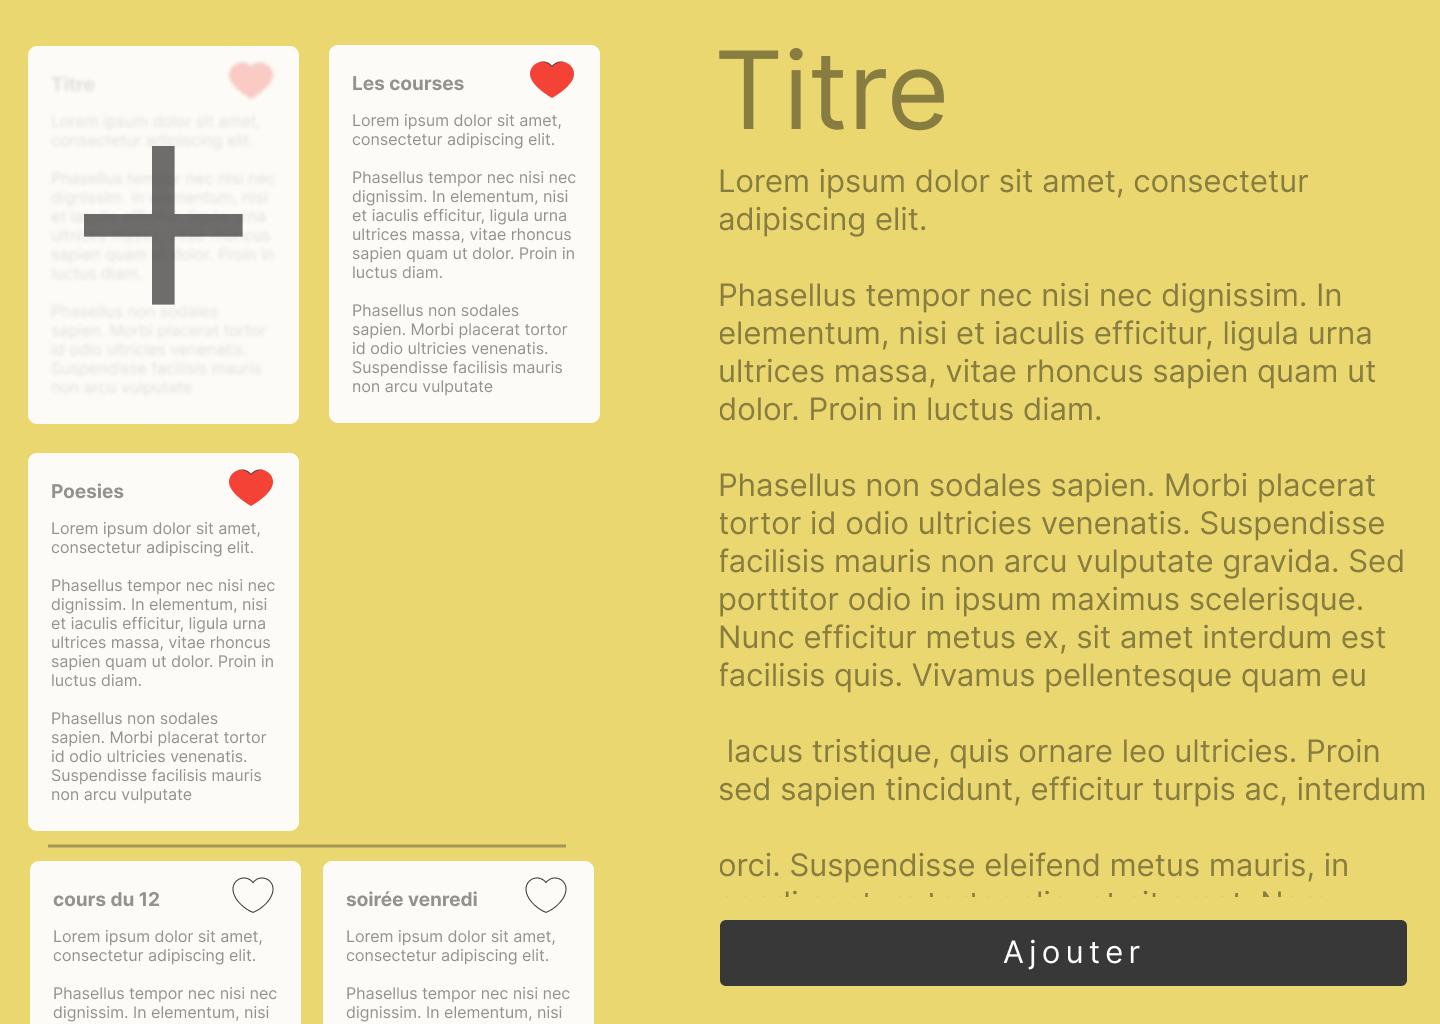 Titre
Lorem ipsum dolor sit amet,
consectetur adipiscing elit.
Phasellus tempor nec nisi nec
dignissim. In elementum, nisi
et iaculis urna
ultrices massa, vitae rhoncus
sapien quam dolor. Proin in
luctus diam.
Phasellus non sodales
sapien. Morbi placerat tortor
id odio ultricies venenatis.
Suspendisse facilisis mauris
non arcu vulputate
Les courses
Lorem ipsum dolor sit amet,
consectetur adipiscing elit.
Phasellus tempor nec nisi nec
dignissim. In elementum, nisi
et iaculis efficitur, ligula urna
ultrices massa, vitae rhoncus
sapien quam ut dolor. Proin in
luctus diam.
Phasellus non sodales
sapien. Morbi placerat tortor
id odio ultricies venenatis.
Suspendisse facilisis mauris
non arcu vulputate
Poesies
Lorem ipsum dolor sit amet,
consectetur adipiscing elit.
Phasellus tempor nec nisi nec
dignissim. In elementum, nisi
et iaculis efficitur, ligula urna
ultrices massa, vitae rhoncus
sapien quam ut dolor. Proin in
luctus diam.
Phasellus non sodales
sapien. Morbi placerat tortor
id odio ultricies venenatis.
Suspendisse facilisis mauris
non arcu vulputate
cours du 12
Lorem ipsum dolor sit amet,
consectetur adipiscing elit.
Phasellus tempor nec nisi nec
dignissim. In elementum, nisi
soirée venredi
Lorem ipsum dolor sit amet,
consectetur adipiscing elit.
Phasellus tempor nec nisi nec
dignissim. In elementum, nisi
Titre
Lorem ipsum dolor sit amet, consectetur
adipiscing elit.
Phasellus tempor nec nisi nec dignissim. In
elementum, nisi et iaculis efficitur, ligula urna
ultrices massa, vitae rhoncus sapien quam ut
dolor. Proin in luctus diam.
Phasellus non sodales sapien. Morbi placerat
tortor id odio ultricies venenatis. Suspendisse
facilisis mauris non arcu vulputate gravida. Sed
porttitor odio in ipsum maximus scelerisque.
Nunc efficitur metus ex, sit amet interdum est
facilisis quis. Vivamus pellentesque quam eu
lacus tristique, quis ornare leo ultricies. Proin
sed sapien tincidunt, efficitur turpis ac, interdum
orci. Suspendisse eleifend metus mauris, in
Ajouter